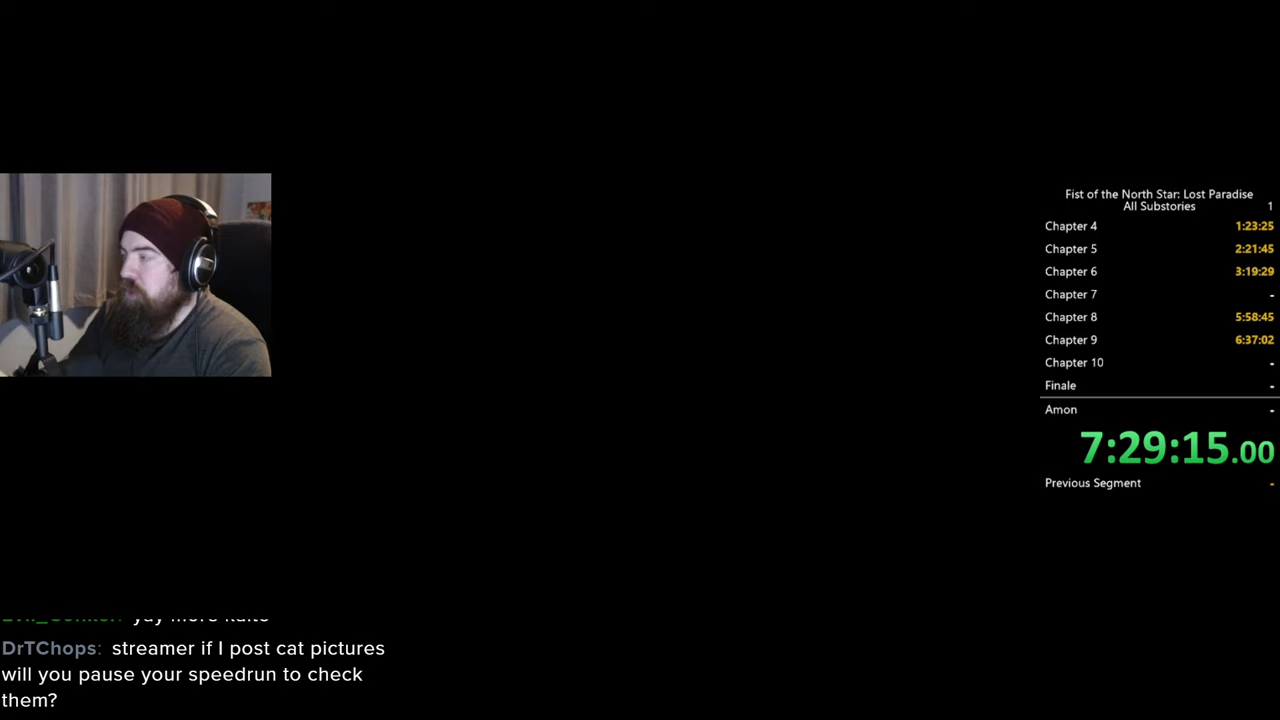 Fist of the North Star: Lost Paradise
All Substories 1
Chapter 4 1:23:25
Chapter 5 2:21:45
Chapter 6 3:19:29
Chapter 7 -
Chapter 8 5:58:45
Chapter 9 6:37:02
Chapter 10 -
Finale -
Amon -
7:29:15.00
Previous Segment -
DrTChops: streamer if I post cat pictures
will you pause your speedrun to check
them?